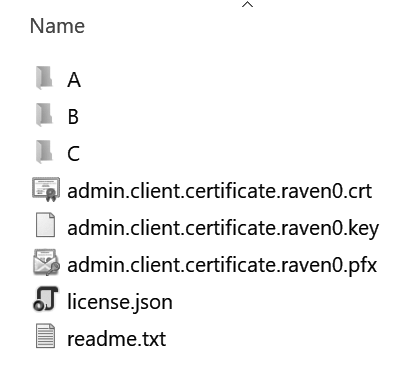 Name
A
B
C
admin.client.certificate.raven0.crt
admin.client.certificate.raven0.key
admin.client.certificate.raven0.pfx
license.json
readme.txt